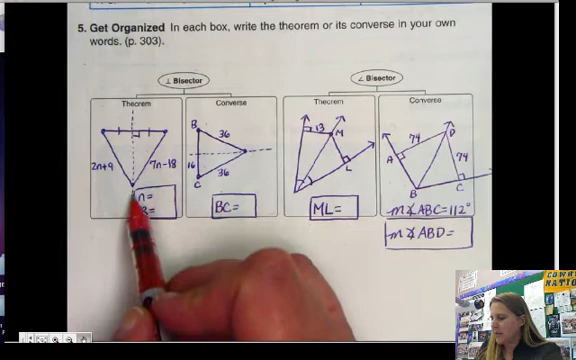 5. Get Organized In each box, write the theorem or its converse in your own
words. (p. 303).
⊥ Bisector
Theorem
2n+9
7n-18
n=
Converse
B
36
16
C
36
BC=
∠ Bisector
Theorem
13
M
L
ML=
Converse
74
D
A
74
B
C
m∡ABC=112°
m∡ABD=
COWBOY
NATION